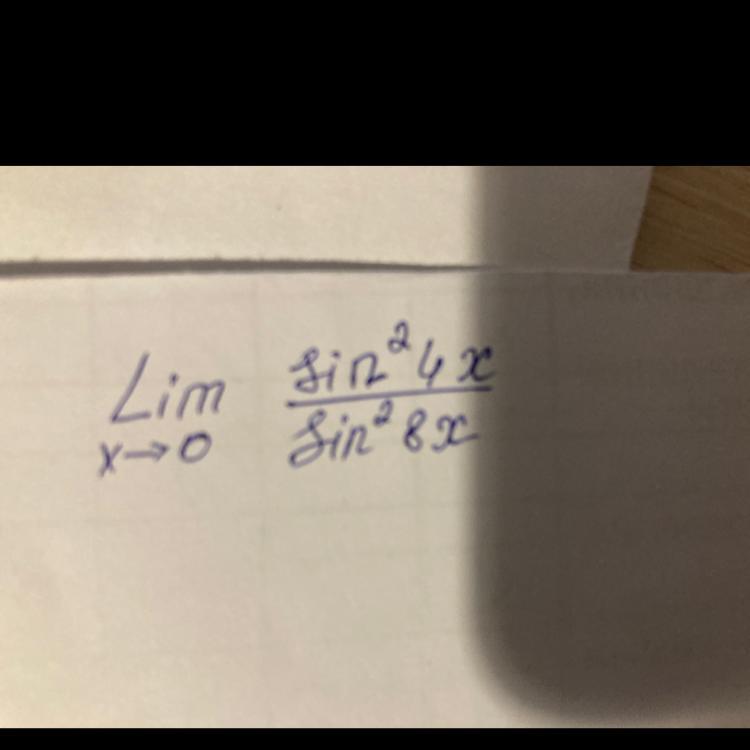 Lim sin²4x / sin²8x
x→0